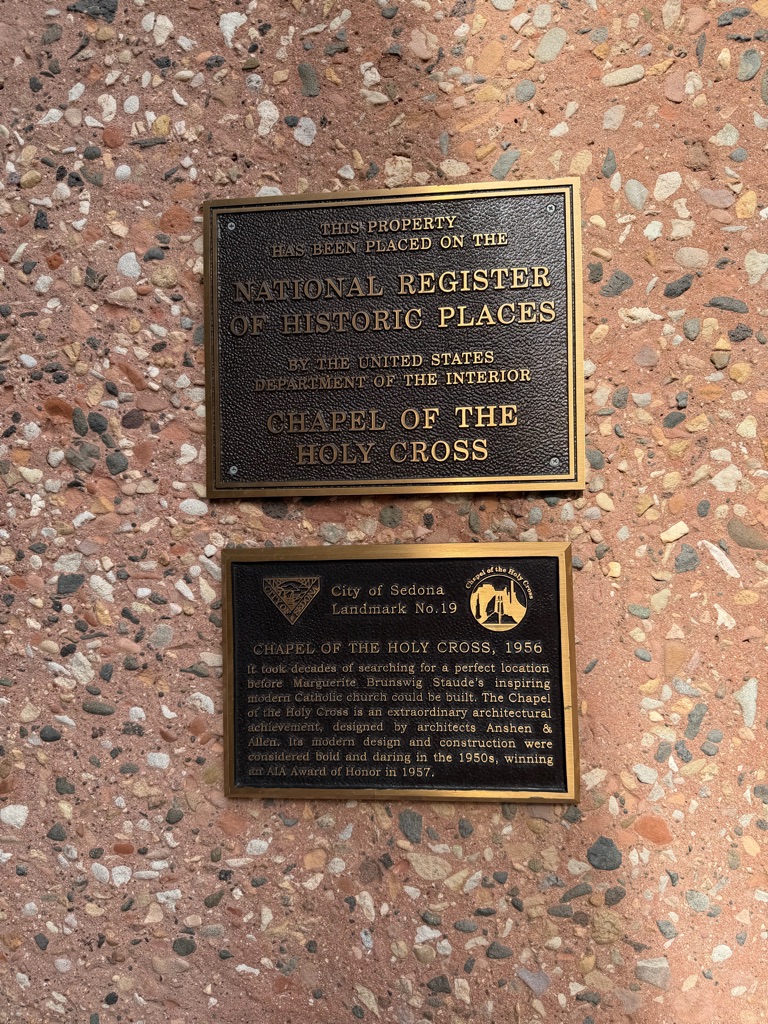 THIS PROPERTY
HAS BEEN PLACED ON THE
NATIONAL REGISTER
OF HISTORIC PLACES
BY THE UNITED STATES
DEPARTMENT OF THE INTERIOR
CHAPEL OF THE
HOLY CROSS
CITY OF SEDONA
City of Sedona
Landmark No.19
Chapel of the Holy Cross
CHAPEL OF THE HOLY CROSS, 1956
It took decades of searching for a perfect location
before Marguerite Brunswig Staude's inspiring
modern Catholic church could be built. The Chapel
of the Holy Cross is an extraordinary architectural
achievement, designed by architects Anshen &
Allen. Its modern design and construction were
considered bold and daring in the 1950s, winning
an AIA Award of Honor in 1957.